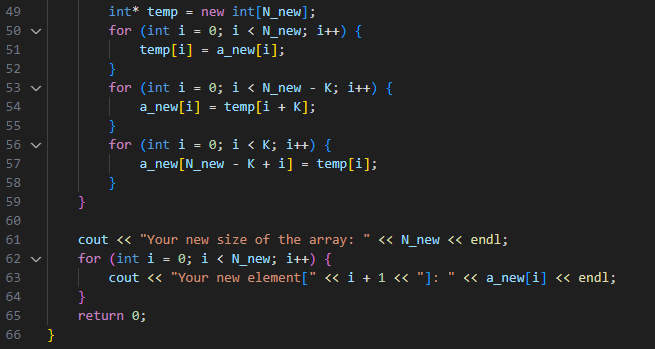 49 int* temp = new int[N_new];
50 for (int i = 0; i < N_new; i++) {
51 temp[i] = a_new[i];
52 }
53 for (int i = 0; i < N_new - K; i++) {
54 a_new[i] = temp[i + K];
55 }
56 for (int i = 0; i < K; i++) {
57 a_new[N_new - K + i] = temp[i];
58 }
59 }
60
61 cout << "Your new size of the array: " << N_new << endl;
62 for (int i = 0; i < N_new; i++) {
63 cout << "Your new element[" << i + 1 << "]: " << a_new[i] << endl;
64 }
65 return 0;
66 }